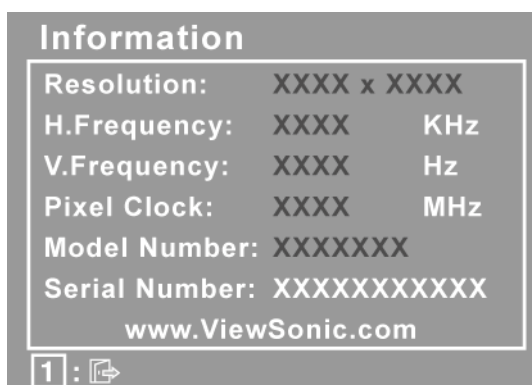 Information
Resolution: XXXX x XXXX
H.Frequency: XXXX KHz
V.Frequency: XXXX Hz
Pixel Clock: XXXX MHz
Model Number: XXXXXXX
Serial Number: XXXXXXXXXXX
www.ViewSonic.com
1 :